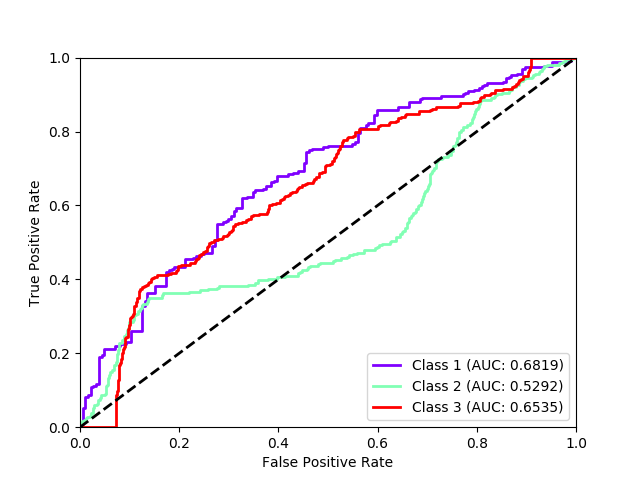 1.0
0.8
0.6
0.4
0.2
0.0
0.0 0.2 0.4 0.6 0.8 1.0
True Positive Rate
False Positive Rate
Class 1 (AUC: 0.6819)
Class 2 (AUC: 0.5292)
Class 3 (AUC: 0.6535)